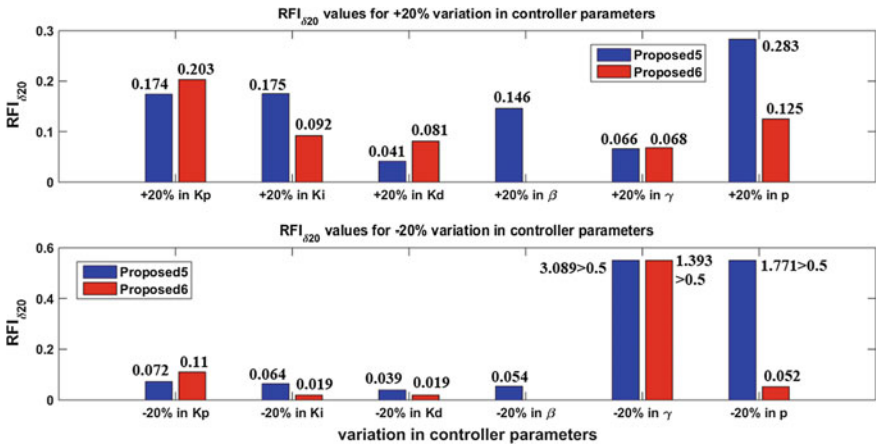 RFI_δ20 values for +20% variation in controller parameters
RFI_δ20
0.3
0.2
0.1
0
0.174
0.203
0.175
0.092
0.041
0.081
0.146
0.066
0.068
0.283
0.125
Proposed5
Proposed6
+20% in Kp
+20% in Ki
+20% in Kd
+20% in β
+20% in γ
+20% in p
RFI_δ20 values for -20% variation in controller parameters
RFI_δ20
0.6
0.4
0.2
0
Proposed5
Proposed6
0.072
0.11
0.064
0.019
0.039
0.019
0.054
3.089>0.5
1.393
>0.5
1.771>0.5
0.052
-20% in Kp
-20% in Ki
-20% in Kd
-20% in β
-20% in γ
-20% in p
variation in controller parameters